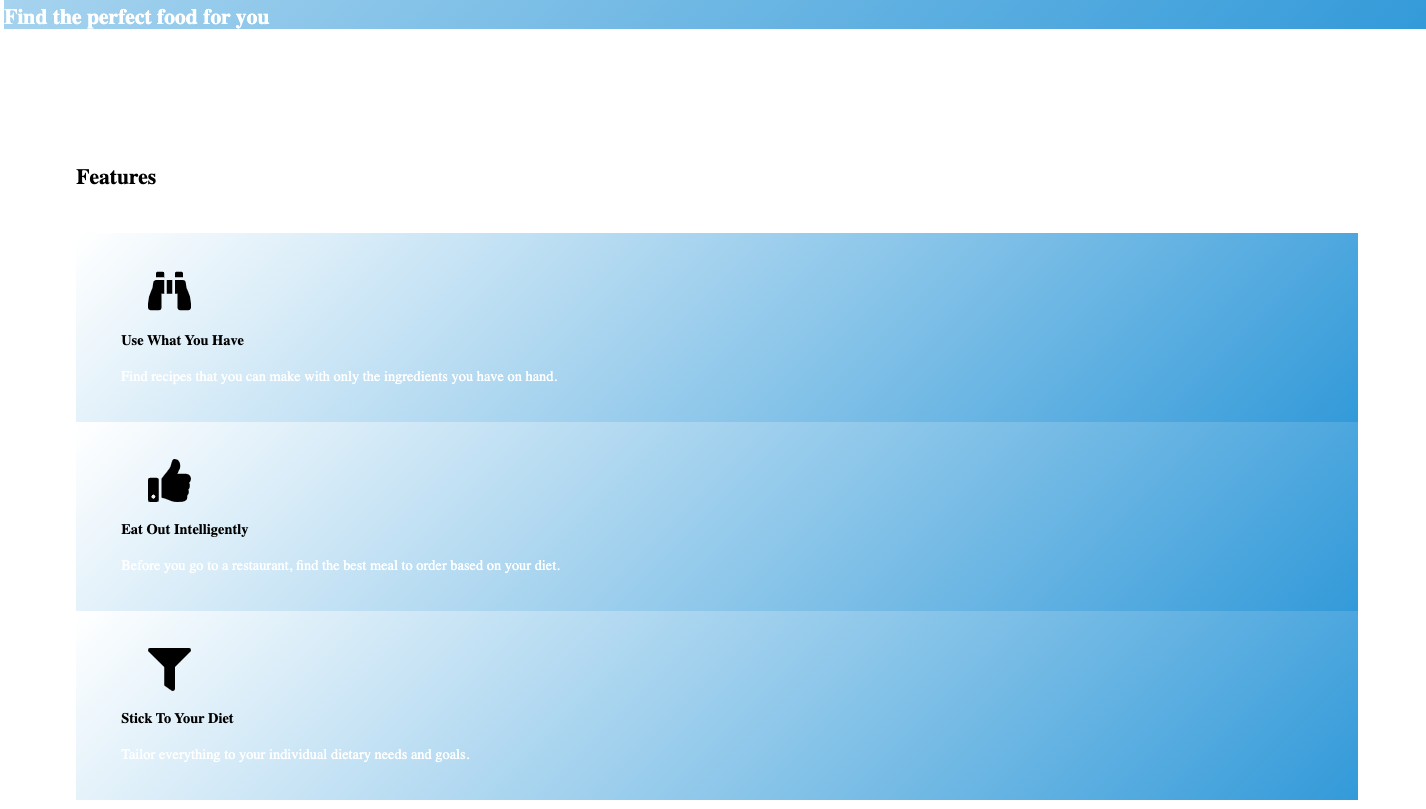 Find the perfect food for you
Features
Use What You Have
Find recipes that you can make with only the ingredients you have on hand.
Eat Out Intelligently
Before you go to a restaurant, find the best meal to order based on your diet.
Stick To Your Diet
Tailor everything to your individual dietary needs and goals.